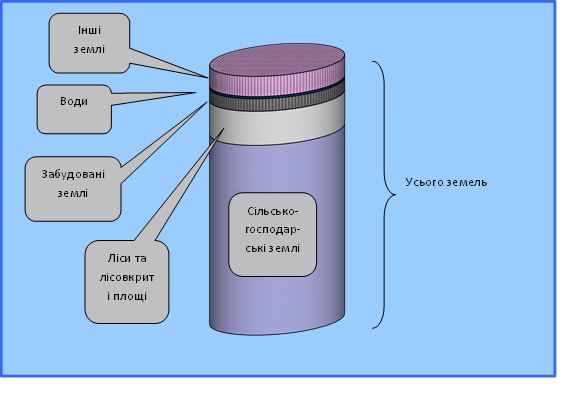 Інші
землі
Води
Забудовані
землі
Ліси та
лісовкрит
і площі
Сільсько-
господар-
ські землі
Усього земель